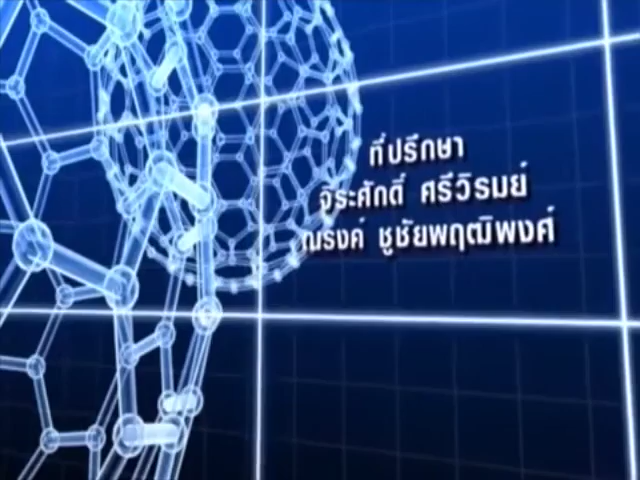 ที่ปรึกษา
จิระศักดิ์ ศรีวิรมย์
ณรงค์ ชูชัยพฤฒิพงศ์